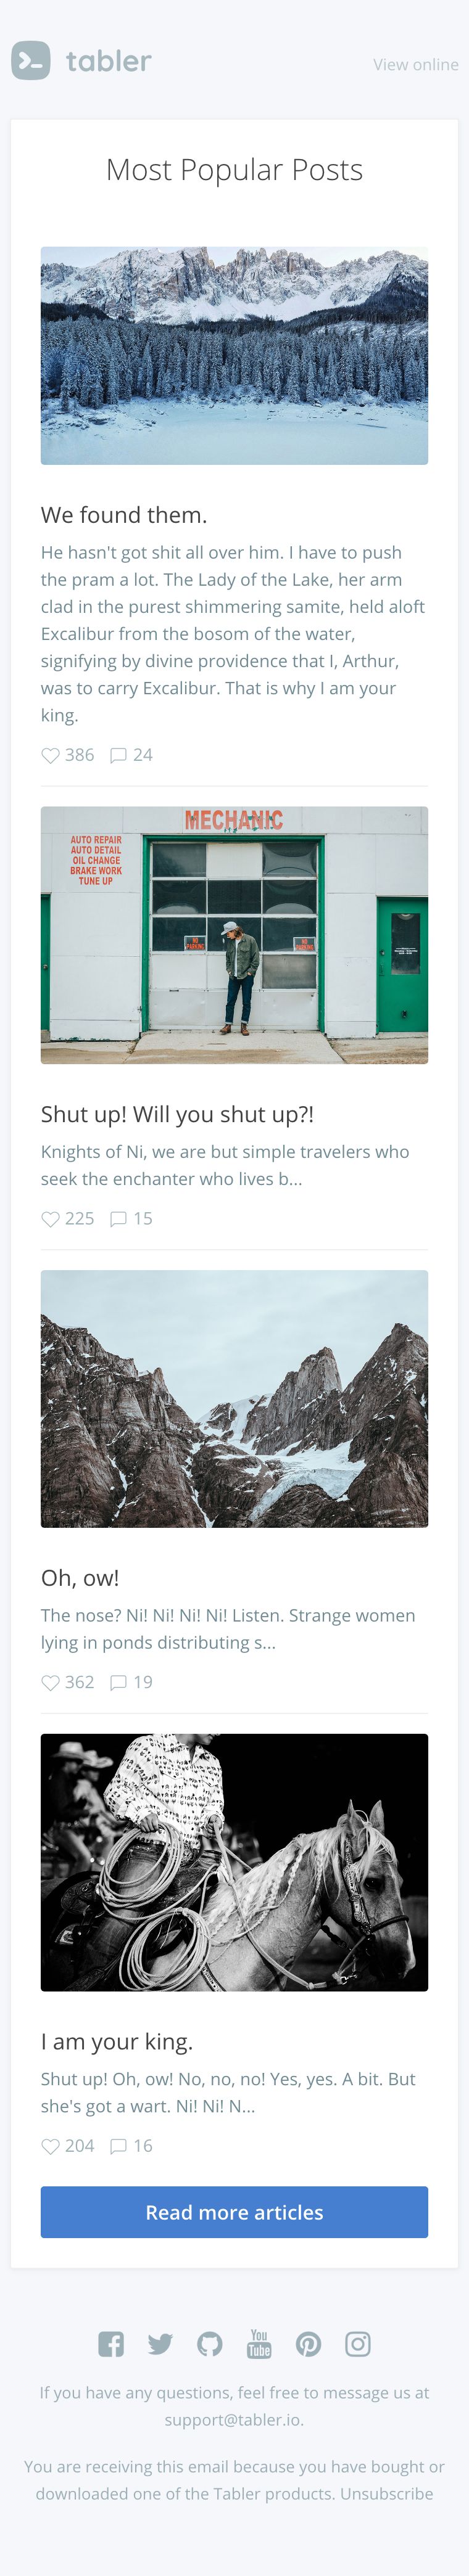 tabler
View online
Most Popular Posts
We found them.
He hasn't got shit all over him. I have to push
the pram a lot. The Lady of the Lake, her arm
clad in the purest shimmering samite, held aloft
Excalibur from the bosom of the water,
signifying by divine providence that I, Arthur,
was to carry Excalibur. That is why I am your
king.
386 24
MECHANIC
AUTO REPAIR
AUTO DETAIL
OIL CHANGE
BRAKE WORK
TUNE UP
NO PARKING
NO PARKING
Shut up! Will you shut up?!
Knights of Ni, we are but simple travelers who
seek the enchanter who lives b...
225 15
Oh, ow!
The nose? Ni! Ni! Ni! Ni! Listen. Strange women
lying in ponds distributing s...
362 19
I am your king.
Shut up! Oh, ow! No, no, no! Yes, yes. A bit. But
she's got a wart. Ni! Ni! N...
204 16
Read more articles
You
Tube
If you have any questions, feel free to message us at
support@tabler.io.
You are receiving this email because you have bought or
downloaded one of the Tabler products. Unsubscribe